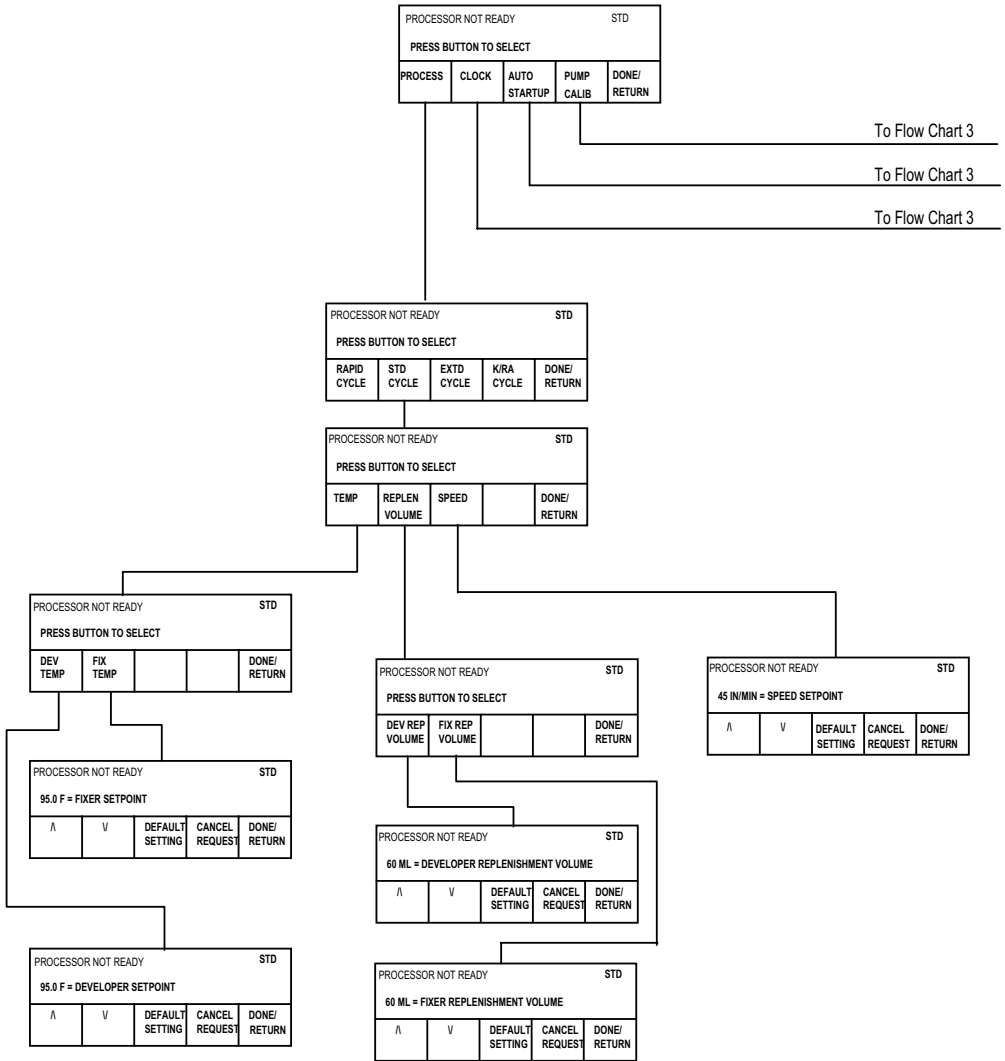 PROCESSOR NOT READY STD
PRESS BUTTON TO SELECT
PROCESS CLOCK AUTO STARTUP PUMP CALIB DONE/ RETURN
To Flow Chart 3
To Flow Chart 3
To Flow Chart 3
PROCESSOR NOT READY STD
PRESS BUTTON TO SELECT
RAPID CYCLE STD CYCLE EXTD CYCLE K/RA CYCLE DONE/ RETURN
PROCESSOR NOT READY STD
PRESS BUTTON TO SELECT
TEMP REPLEN VOLUME SPEED DONE/ RETURN
PROCESSOR NOT READY STD
PRESS BUTTON TO SELECT
DEV TEMP FIX TEMP DONE/ RETURN
PROCESSOR NOT READY STD
95.0 F = FIXER SETPOINT
/\ \/ DEFAULT SETTING CANCEL REQUEST DONE/ RETURN
PROCESSOR NOT READY STD
95.0 F = DEVELOPER SETPOINT
/\ \/ DEFAULT SETTING CANCEL REQUEST DONE/ RETURN
PROCESSOR NOT READY STD
PRESS BUTTON TO SELECT
DEV REP VOLUME FIX REP VOLUME DONE/ RETURN
PROCESSOR NOT READY STD
60 ML = DEVELOPER REPLENISHMENT VOLUME
/\ \/ DEFAULT SETTING CANCEL REQUEST DONE/ RETURN
PROCESSOR NOT READY STD
60 ML = FIXER REPLENISHMENT VOLUME
/\ \/ DEFAULT SETTING CANCEL REQUEST DONE/ RETURN
PROCESSOR NOT READY STD
45 IN/MIN = SPEED SETPOINT
/\ \/ DEFAULT SETTING CANCEL REQUEST DONE/ RETURN